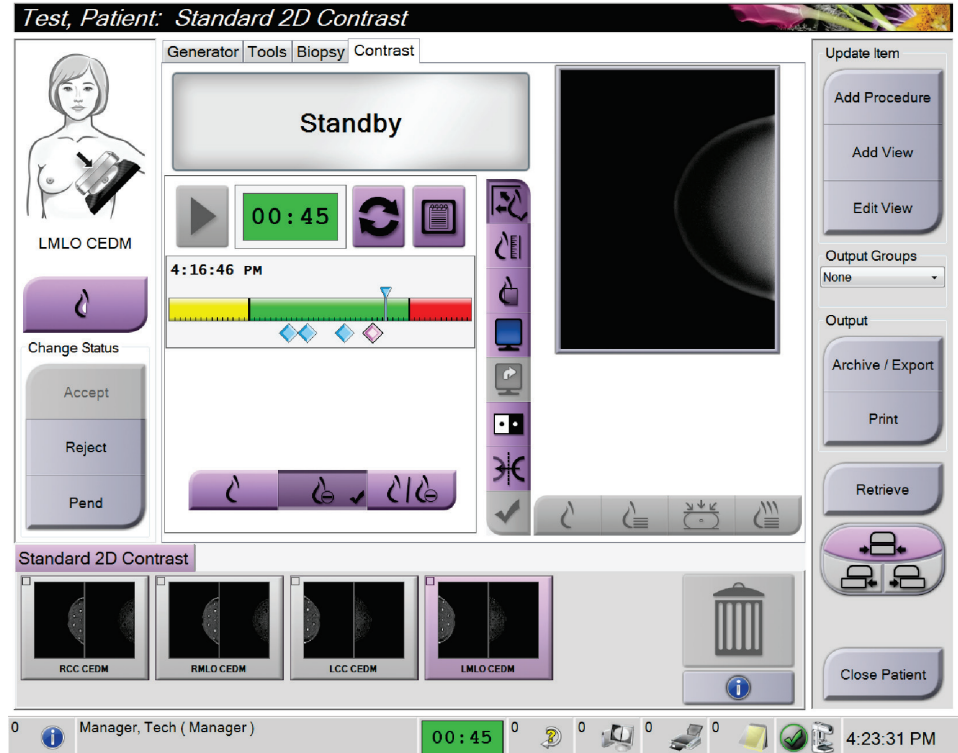 Test, Patient: Standard 2D Contrast
Generator Tools Biopsy Contrast
Standby
00:45
4:16:46 PM
LMLO CEDM
Change Status
Accept
Reject
Pend
Update Item
Add Procedure
Add View
Edit View
Output Groups
None
Output
Archive / Export
Print
Retrieve
Close Patient
Standard 2D Contrast
RCC CEDM
RMLO CEDM
LCC CEDM
LMLO CEDM
0 Manager, Tech ( Manager ) 00:45 0 0 0 0 4:23:31 PM